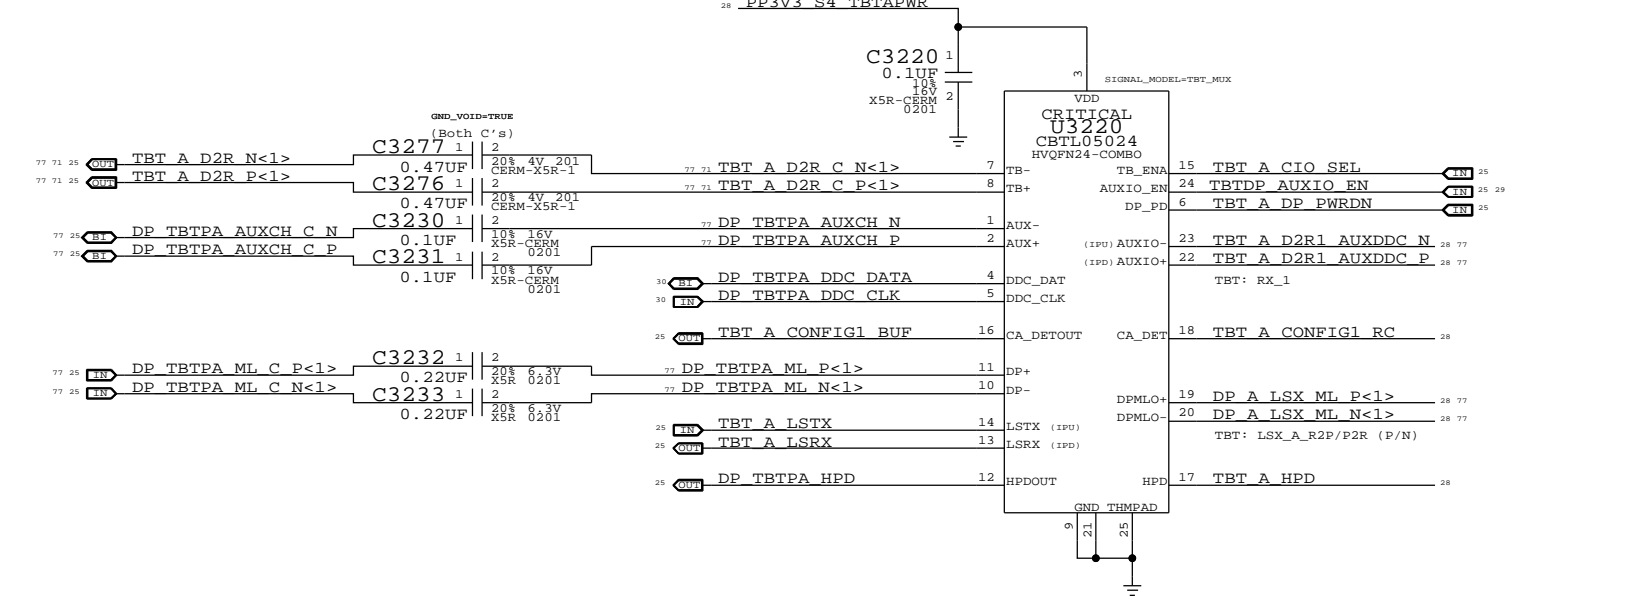 28 PP3V3_S4_TBTAPWR
C3220 1
0.1UF
10%
16V
X5R-CERM 2
0201
3
SIGNAL_MODEL=TBT_MUX
VDD
CRITICAL
U3220
CBTL05024
HVQFN24-COMBO
GND_VOID=TRUE
(Both C's)
77 71 25 OUT TBT_A_D2R_N<1> C3277 1 2
0.47UF 20% 4V 201
CERM-X5R-1
77 71 TBT_A_D2R_C_N<1> 7 TB-
77 71 25 OUT TBT_A_D2R_P<1> C3276 1 2
0.47UF 20% 4V 201
CERM-X5R-1
77 71 TBT_A_D2R_C_P<1> 8 TB+
77 25 BI DP_TBTPA_AUXCH_C_N C3230 1 2
0.1UF 10% 16V
X5R-CERM
0201
77 DP_TBTPA_AUXCH_N 1 AUX-
77 25 BI DP_TBTPA_AUXCH_C_P C3231 1 2
0.1UF 10% 16V
X5R-CERM
0201
77 DP_TBTPA_AUXCH_P 2 AUX+
30 BI DP_TBTPA_DDC_DATA 4 DDC_DAT
30 IN DP_TBTPA_DDC_CLK 5 DDC_CLK
25 OUT TBT_A_CONFIG1_BUF 16 CA_DETOUT
77 25 IN DP_TBTPA_ML_C_P<1> C3232 1 2
0.22UF 20% 6.3V
X5R 0201
77 DP_TBTPA_ML_P<1> 11 DP+
77 25 IN DP_TBTPA_ML_C_N<1> C3233 1 2
0.22UF 20% 6.3V
X5R 0201
77 DP_TBTPA_ML_N<1> 10 DP-
25 IN TBT_A_LSTX 14 LSTX (IPU)
25 OUT TBT_A_LSRX 13 LSRX (IPD)
25 OUT DP_TBTPA_HPD 12 HPDOUT
TB_ENA 15 TBT_A_CIO_SEL IN 25
AUXIO_EN 24 TBTDP_AUXIO_EN IN 25 29
DP_PD 6 TBT_A_DP_PWRDN IN 25
(IPU) AUXIO- 23 TBT_A_D2R1_AUXDDC_N 28 77
(IPD) AUXIO+ 22 TBT_A_D2R1_AUXDDC_P 28 77
TBT: RX_1
CA_DET 18 TBT_A_CONFIG1_RC 28
DPMLO+ 19 DP_A_LSX_ML_P<1> 28 77
DPMLO- 20 DP_A_LSX_ML_N<1> 28 77
TBT: LSX_A_R2P/P2R (P/N)
HPD 17 TBT_A_HPD 28
GND THMPAD
9 21 25